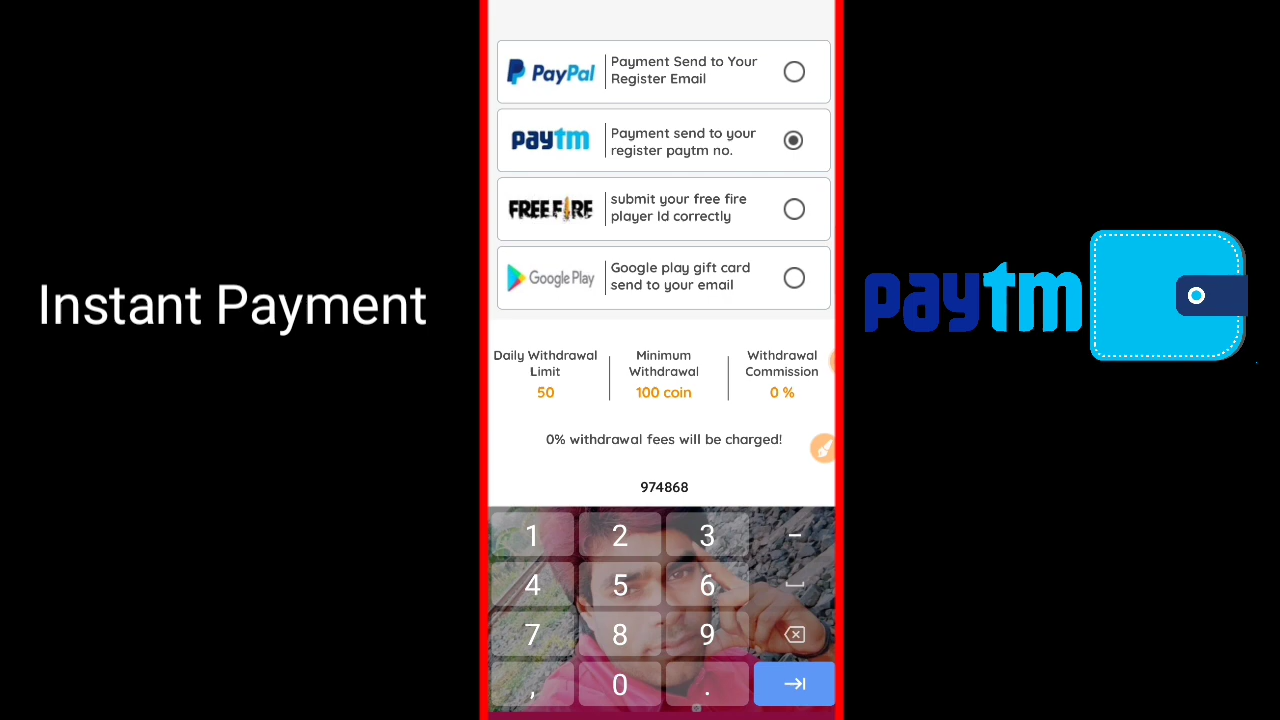 Instant Payment
PayPal
Payment Send to Your
Register Email
paytm
Payment send to your
register paytm no.
FREE FIRE
submit your free fire
player Id correctly
Google Play
Google play gift card
send to your email
Daily Withdrawal
Limit
50
Minimum
Withdrawal
100 coin
Withdrawal
Commission
0 %
0% withdrawal fees will be charged!
974868
1 2 3 -
4 5 6
7 8 9
, 0 .
paytm